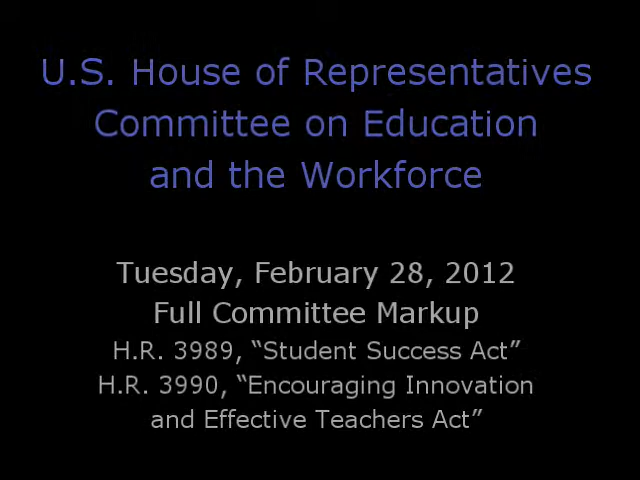 U.S. House of Representatives
Committee on Education
and the Workforce
Tuesday, February 28, 2012
Full Committee Markup
H.R. 3989, “Student Success Act”
H.R. 3990, “Encouraging Innovation
and Effective Teachers Act”